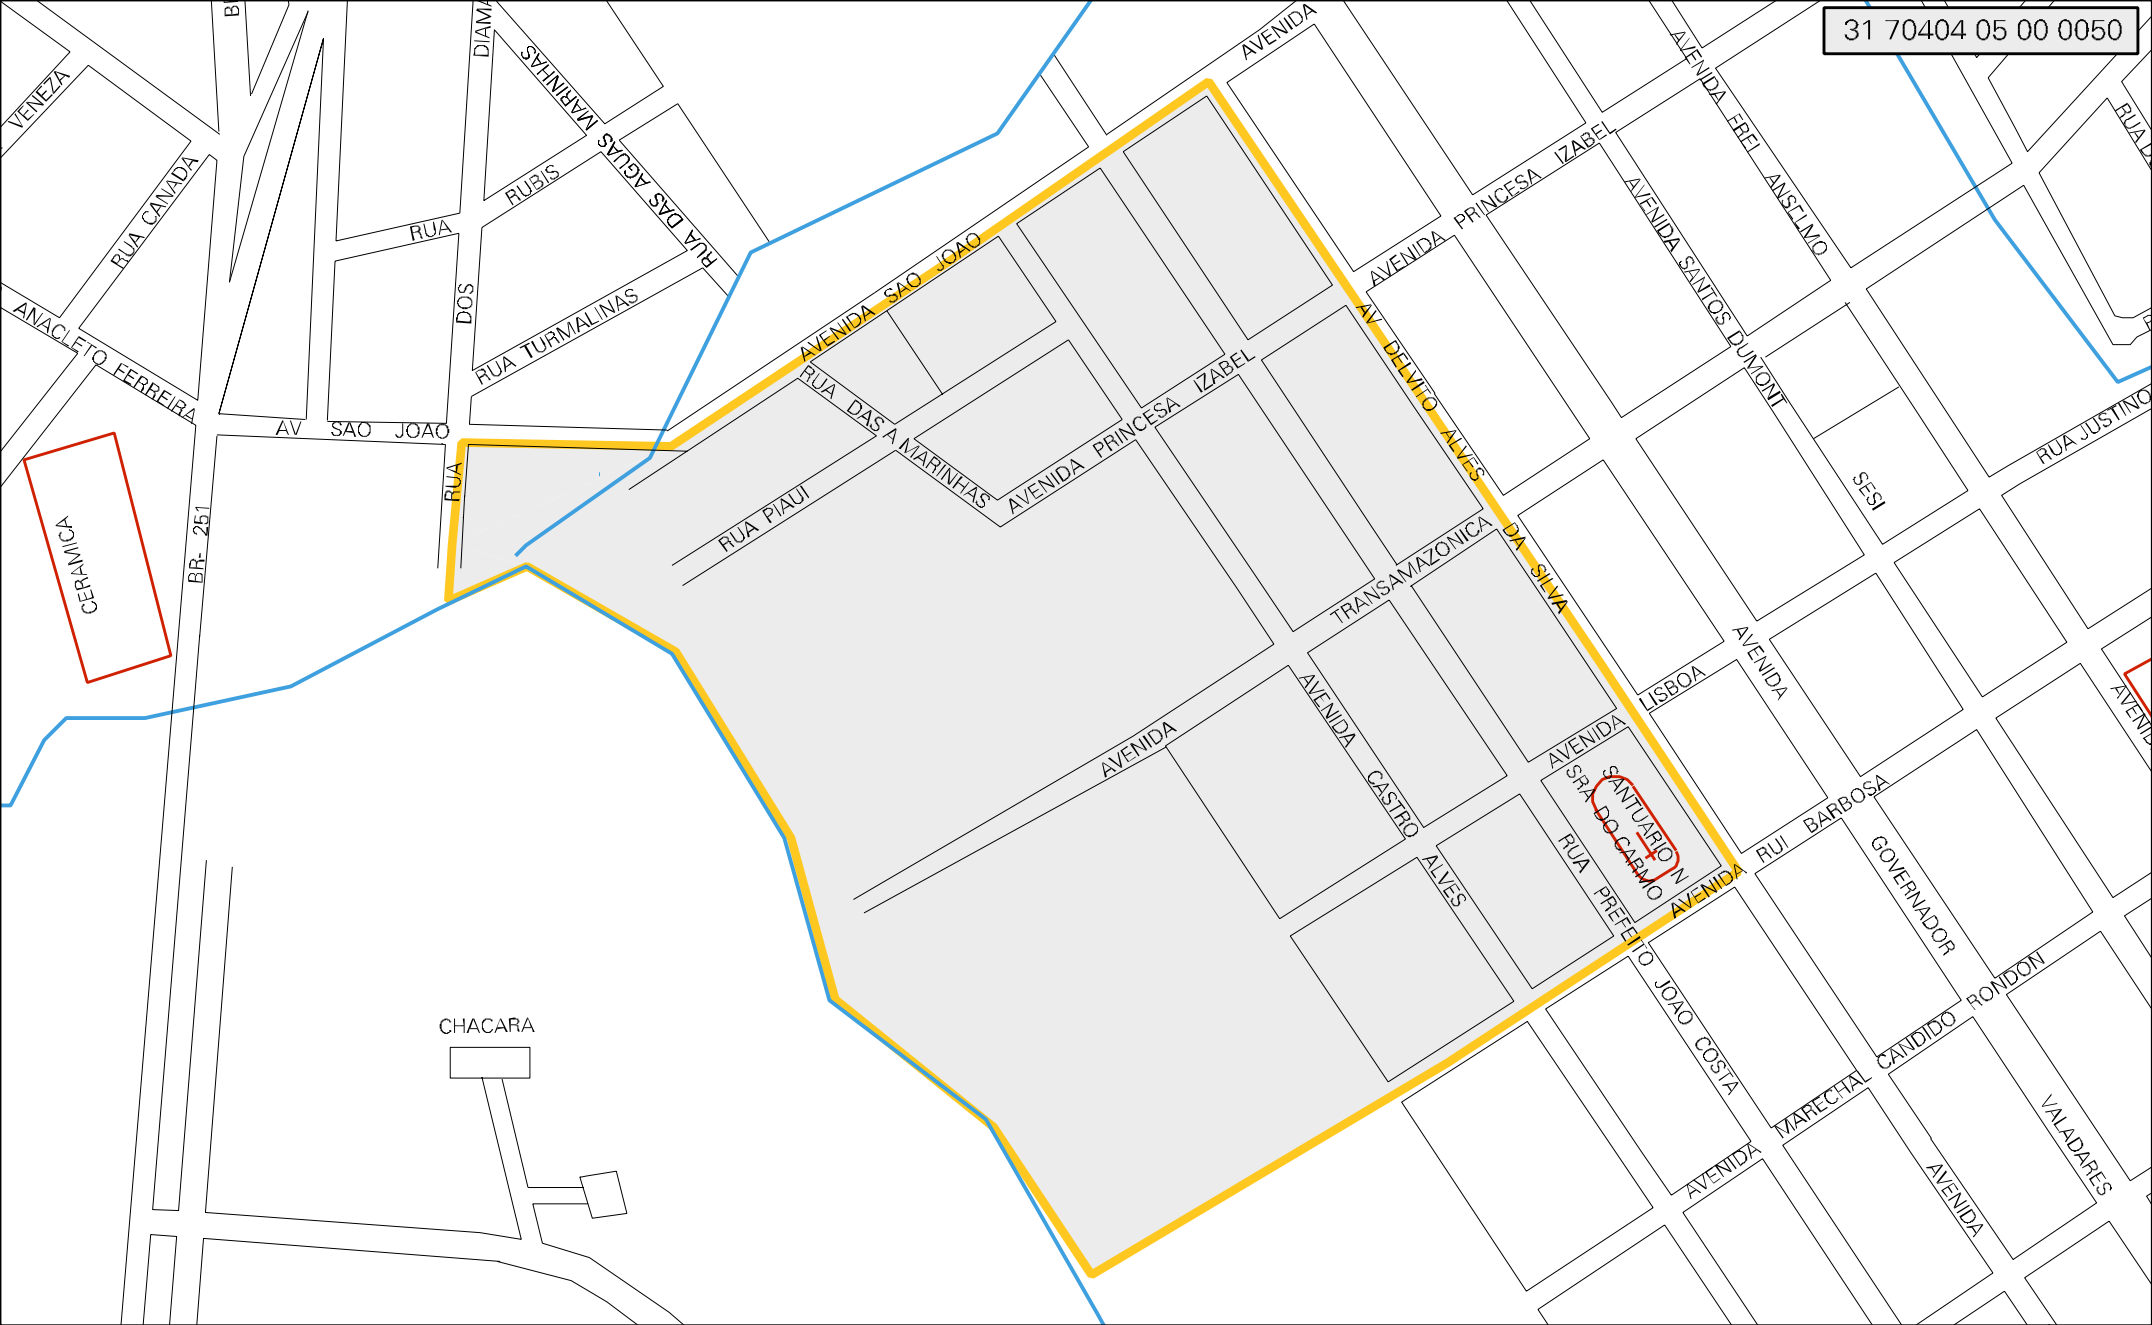 31 70404 05 00 0050
AVENIDA
DIAMA
RUA DAS AGUAS MARINHAS
VENEZA
RUA CANADA
RUA RUBIS
DOS
RUA TURMALINAS
ANACLETO FERREIRA
AV SAO JOAO
RUA
BR- 251
CERAMICA
AVENIDA SAO JOAO
RUA DAS A MARINHAS
RUA PIAUI
AVENIDA PRINCESA IZABEL
AVENIDA PRINCESA IZABEL
AVENIDA FREI ANSELMO
AVENIDA SANTOS DUMONT
AV DELVITO ALVES DA SILVA
AVENIDA TRANSAMAZONICA
RUA JUSTINO
SESI
AVENIDA LISBOA
AVENIDA CASTRO ALVES
SANTUARIO N
SRA DO CARMO
RUA PREFEITO JOAO COSTA
AVENIDA RUI BARBOSA
AVENIDA GOVERNADOR VALADARES
AVENIDA MARECHAL CANDIDO RONDON
AVENIDA
CHACARA